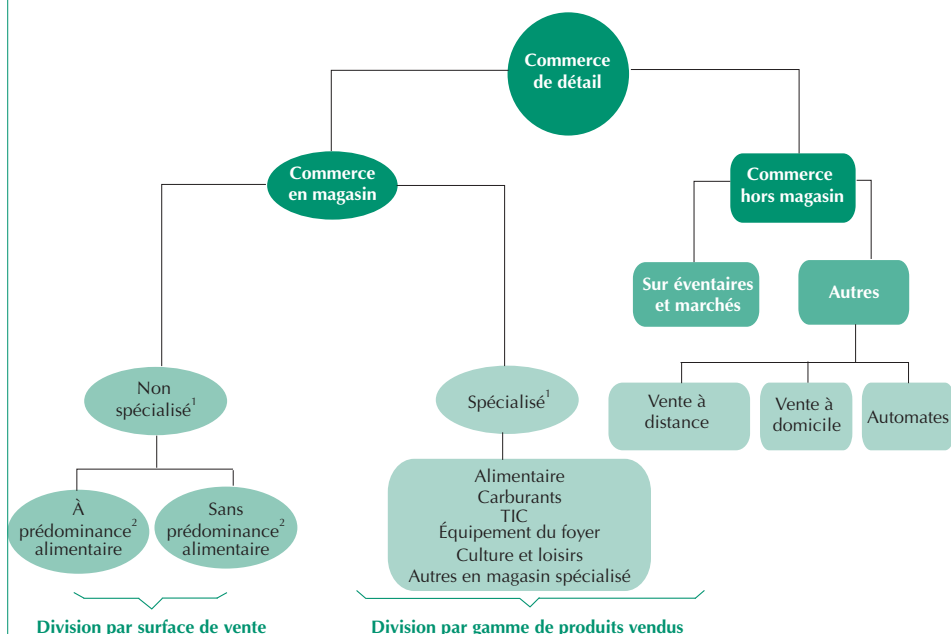 Commerce
de détail
Commerce
en magasin
Commerce
hors magasin
Sur éventaires
et marchés
Autres
Non
spécialisé¹
Spécialisé¹
Vente à
distance
Vente à
domicile
Automates
À
prédominance²
alimentaire
Sans
prédominance²
alimentaire
Alimentaire
Carburants
TIC
Équipement du foyer
Culture et loisirs
Autres en magasin spécialisé
Division par surface de vente
Division par gamme de produits vendus